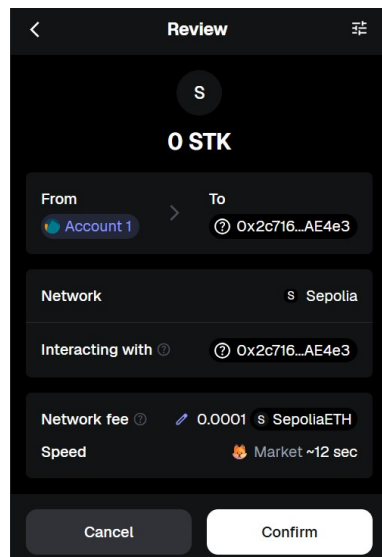 Review
S
0 STK
From
To
Account 1
0x2c716...AE4e3
Network
S Sepolia
Interacting with
0x2c716...AE4e3
Network fee
0.0001 S SepoliaETH
Speed
Market ~12 sec
Cancel
Confirm